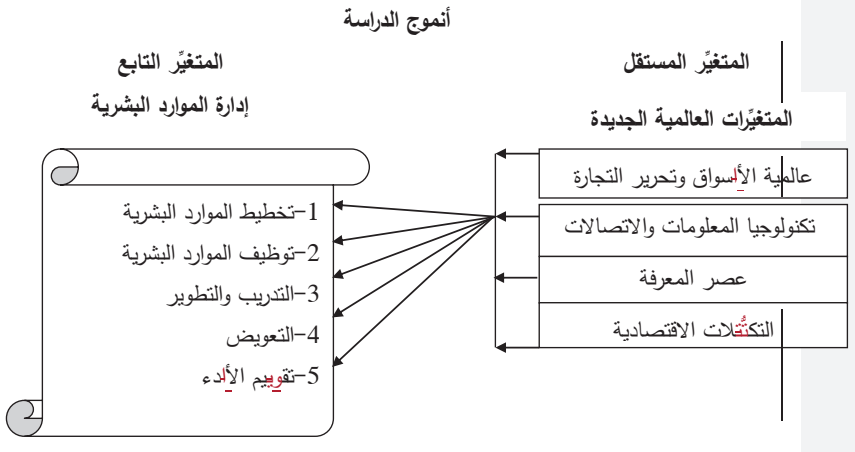 أنموج الدراسة
المتغيِّر المستقل
المتغيِّر التابع
المتغيِّرات العالمية الجديدة
إدارة الموارد البشرية
عالمية الأسواق وتحرير التجارة
تكنولوجيا المعلومات والاتصالات
عصر المعرفة
التكتُّلات الاقتصادية
1-تخطيط الموارد البشرية
2-توظيف الموارد البشرية
3-التدريب والتطوير
4-التعويض
5-تقويم الأداء